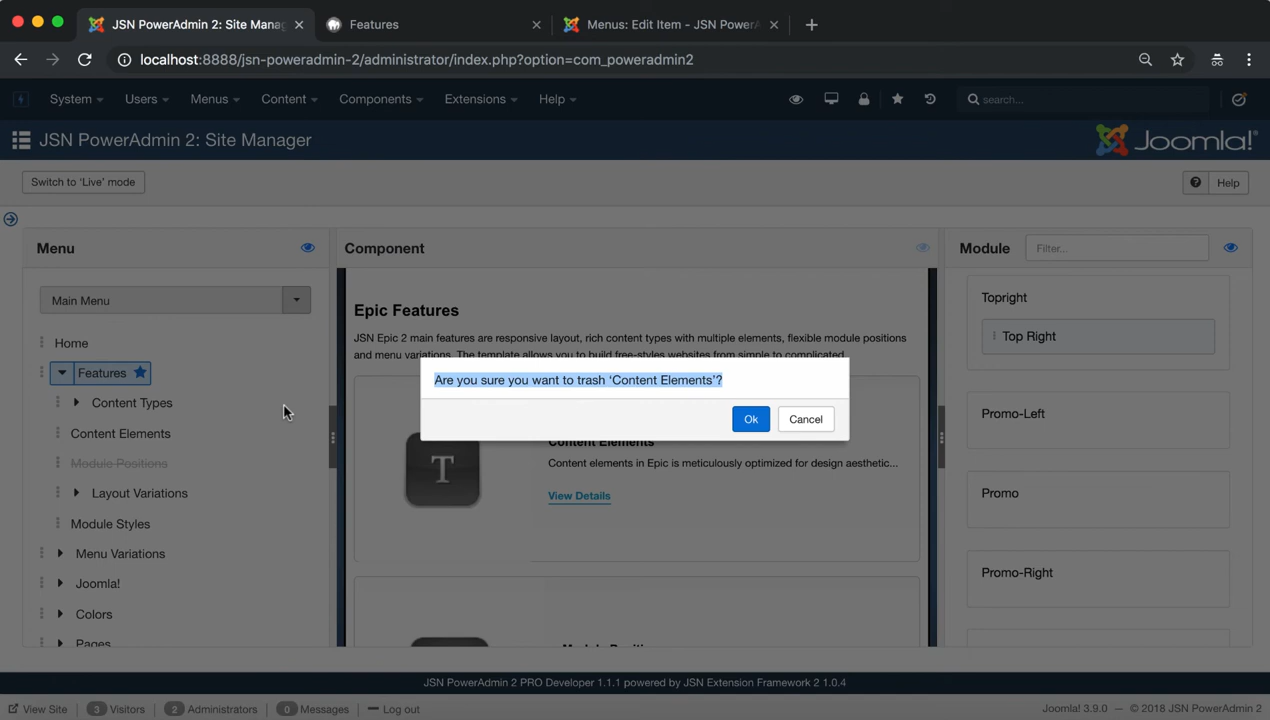 JSN PowerAdmin 2: Site Manag
Features
Menus: Edit Item - JSN PowerA
localhost:8888/jsn-poweradmin-2/administrator/index.php?option=com_poweradmin2
System Users Menus Content Components Extensions Help search...
JSN PowerAdmin 2: Site Manager
Joomla!®
Switch to ‘Live’ mode
Help
Menu
Component
Module
Filter...
Main Menu
Home
Features
Content Types
Content Elements
Module Positions
Layout Variations
Module Styles
Menu Variations
Joomla!
Colors
Pages
Epic Features
JSN Epic 2 main features are responsive layout, rich content types with multiple elements, flexible module positions
and menu variations. The template allows you to build free-styles websites from simple to complicated.
Are you sure you want to trash ‘Content Elements’?
Ok
Cancel
T
Content Elements
Content elements in Epic is meticulously optimized for design aesthetic...
View Details
Topright
Top Right
Promo-Left
Promo
Promo-Right
JSN PowerAdmin 2 PRO Developer 1.1.1 powered by JSN Extension Framework 2 1.0.4
View Site 3 Visitors 2 Administrators 0 Messages Log out
Joomla! 3.9.0 — © 2018 JSN PowerAdmin 2